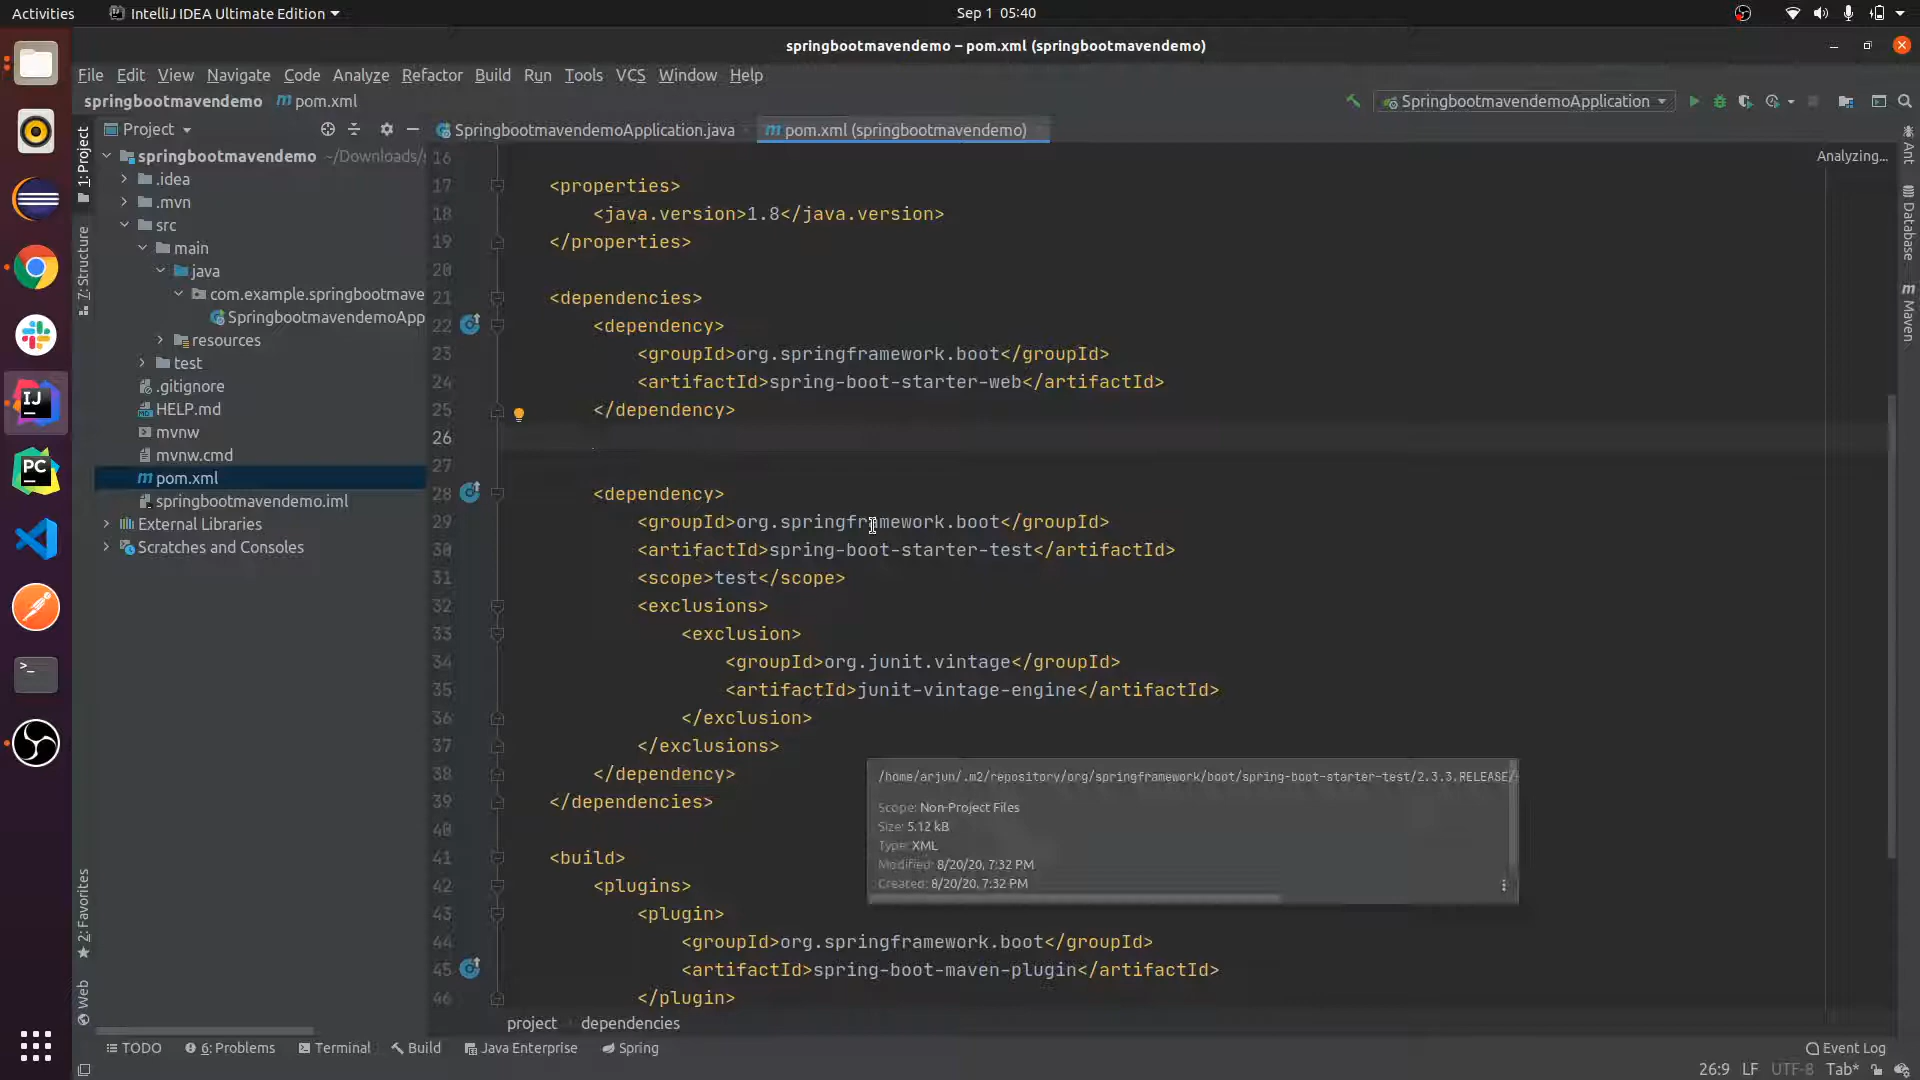 Activities
IntelliJ IDEA Ultimate Edition
Sep 1 05:40
springbootmavendemo – pom.xml (springbootmavendemo)
File Edit View Navigate Code Analyze Refactor Build Run Tools VCS Window Help
springbootmavendemo pom.xml
SpringbootmavendemoApplication
Project
SpringbootmavendemoApplication.java
pom.xml (springbootmavendemo)
Analyzing...
1: Project
7: Structure
2: Favorites
Web
springbootmavendemo ~/Downloads/
.idea
.mvn
src
main
java
com.example.springbootmave
SpringbootmavendemoApp
resources
test
.gitignore
HELP.md
mvnw
mvnw.cmd
pom.xml
springbootmavendemo.iml
External Libraries
Scratches and Consoles
16
17 <properties>
18 <java.version>1.8</java.version>
19 </properties>
20
21 <dependencies>
22 <dependency>
23 <groupId>org.springframework.boot</groupId>
24 <artifactId>spring-boot-starter-web</artifactId>
25 </dependency>
26
27
28 <dependency>
29 <groupId>org.springframework.boot</groupId>
30 <artifactId>spring-boot-starter-test</artifactId>
31 <scope>test</scope>
32 <exclusions>
33 <exclusion>
34 <groupId>org.junit.vintage</groupId>
35 <artifactId>junit-vintage-engine</artifactId>
36 </exclusion>
37 </exclusions>
38 </dependency>
39 </dependencies>
40
41 <build>
42 <plugins>
43 <plugin>
44 <groupId>org.springframework.boot</groupId>
45 <artifactId>spring-boot-maven-plugin</artifactId>
46 </plugin>
/home/arjun/.m2/repository/org/springframework/boot/spring-boot-starter-test/2.3.3.RELEASE/
Scope: Non-Project Files
Size: 5.12 kB
Type: XML
Modified: 8/20/20, 7:32 PM
Created: 8/20/20, 7:32 PM
Ant
Database
Maven
project dependencies
TODO
6: Problems
Terminal
Build
Java Enterprise
Spring
Event Log
26:9 LF UTF-8 Tab*